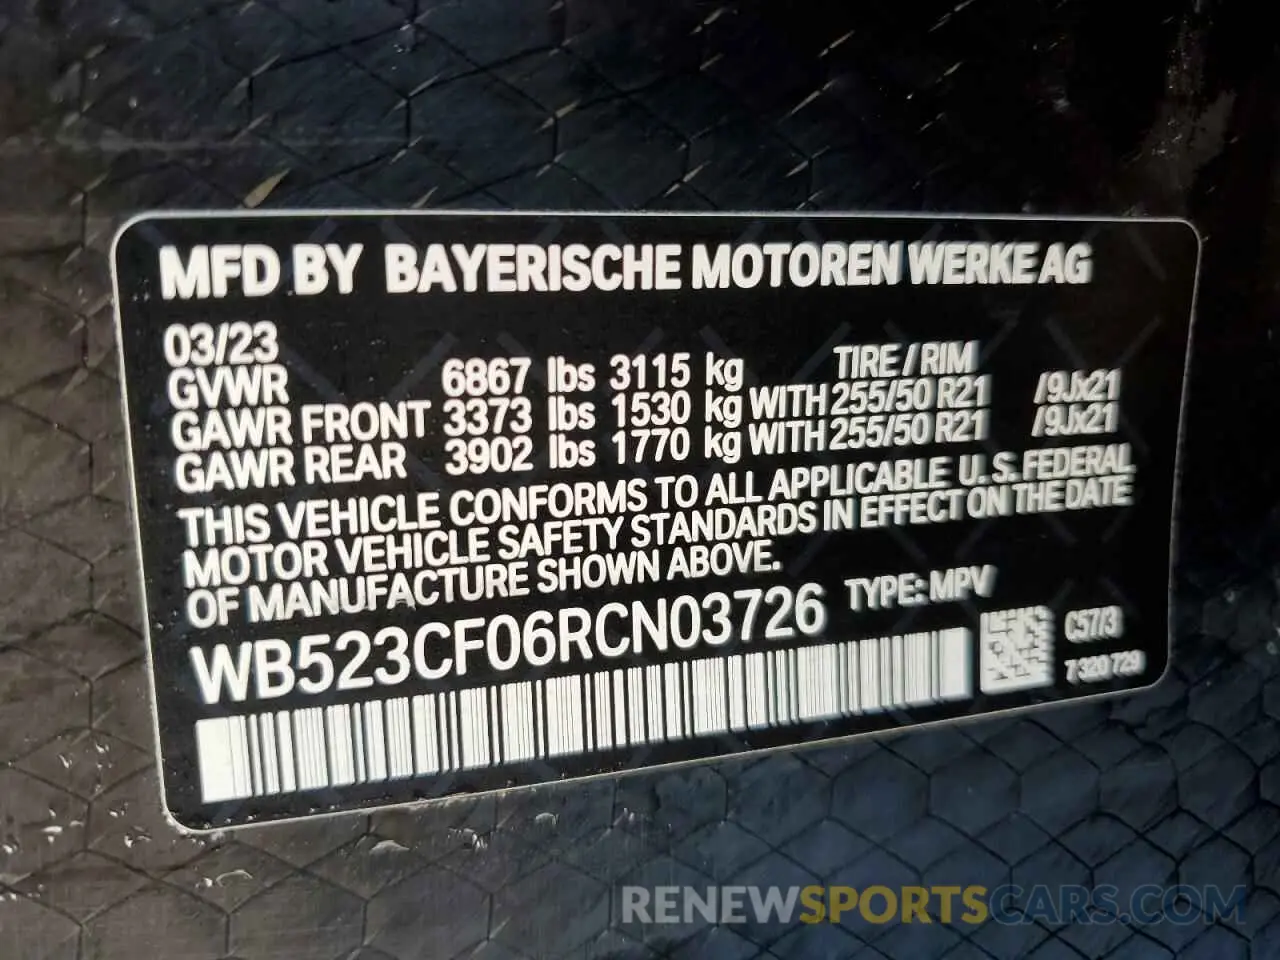 MFD BY BAYERISCHE MOTOREN WERKE AG
03/23
GVWR 6867 lbs 3115 kg TIRE / RIM
GAWR FRONT 3373 lbs 1530 kg WITH 255/50 R21 /9Jx21
GAWR REAR 3902 lbs 1770 kg WITH 255/50 R21 /9Jx21
THIS VEHICLE CONFORMS TO ALL APPLICABLE U.S. FEDERAL
MOTOR VEHICLE SAFETY STANDARDS IN EFFECT ON THE DATE
OF MANUFACTURE SHOWN ABOVE.
WB523CF06RCN03726 TYPE: MPV
C57/3
7 320 729
RENEWSPORTSCARS.COM